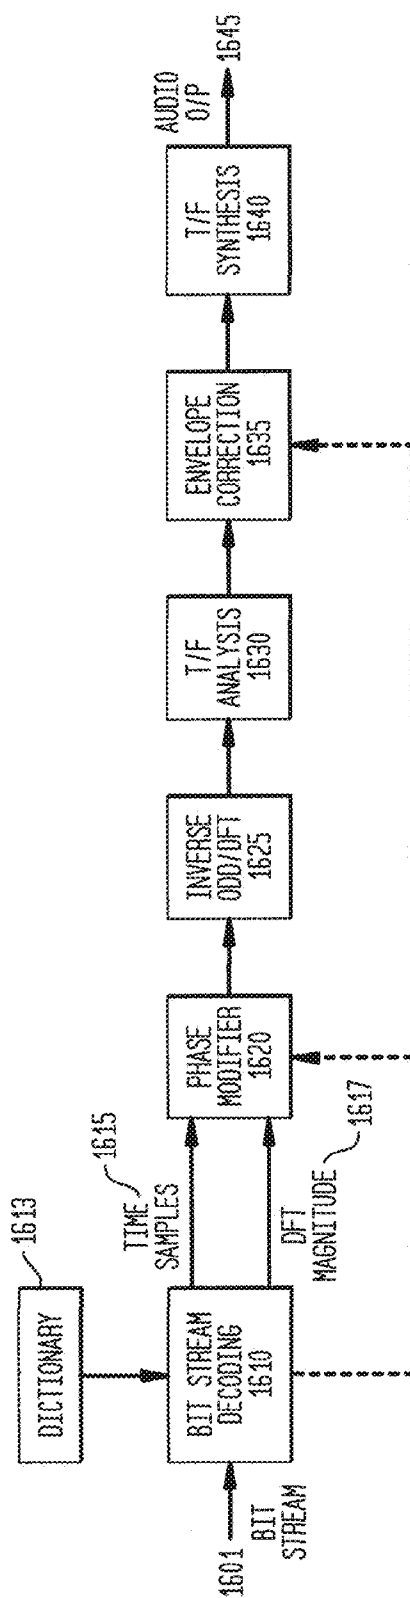 1601
BIT
STREAM
DICTIONARY
1613
BIT STREAM
DECODING
1610
TIME
SAMPLES
1615
DFT
MAGNITUDE
1617
PHASE
MODIFIER
1620
INVERSE
ODD/DFT
1625
T/F
ANALYSIS
1630
ENVELOPE
CORRECTION
1635
T/F
SYNTHESIS
1640
AUDIO
O/P
1645